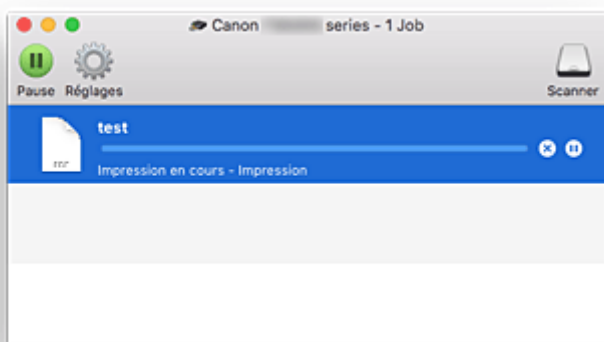 Canon series - 1 Job
Pause Réglages Scanner
test
Impression en cours - Impression